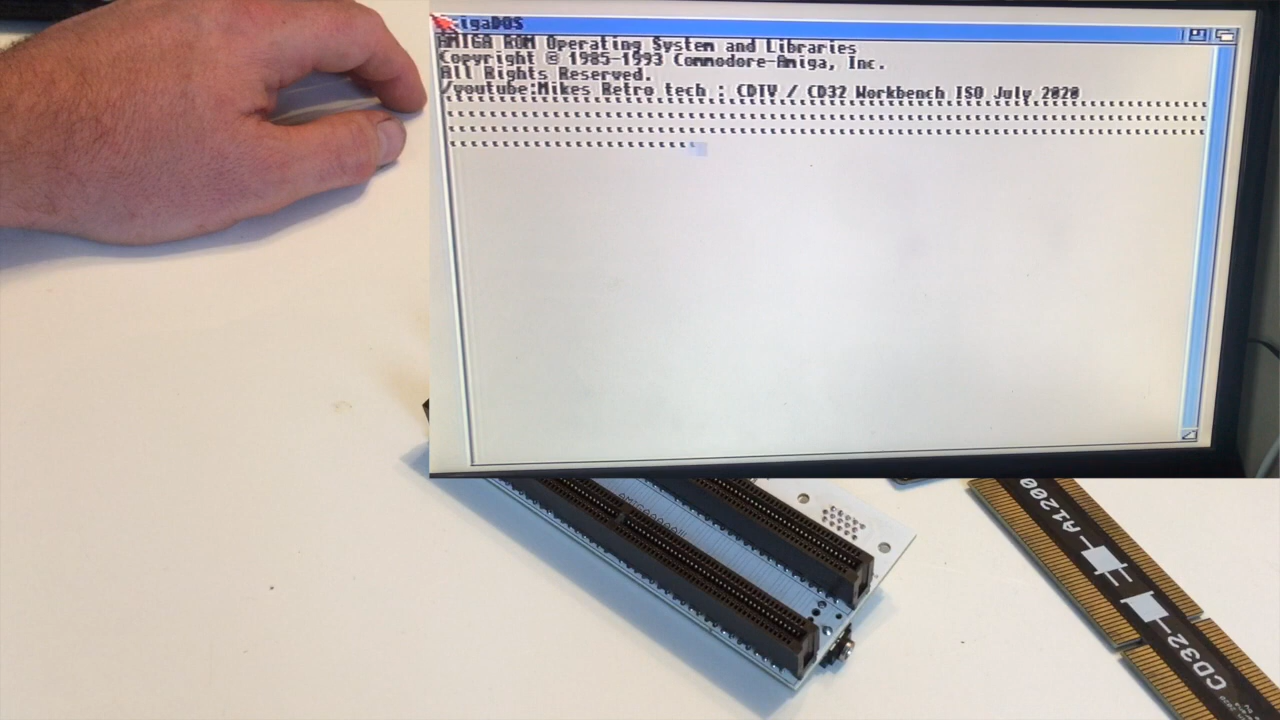 AmigaDOS
AMIGA ROM Operating System and Libraries
Copyright © 1985-1993 Commodore-Amiga, Inc.
All Rights Reserved.
/youtube:Mikes Retro tech : CDTV / CD32 Workbench ISO July 2020
A1200
CD32